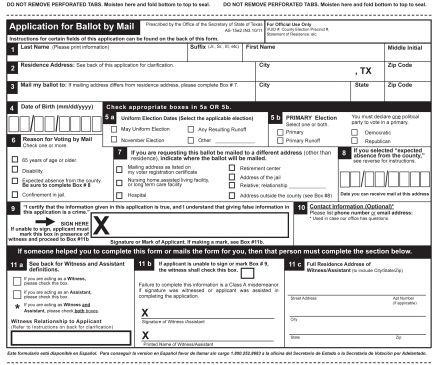 DO NOT REMOVE PERFORATED TABS. Moisten here and fold bottom to top to seal. DO NOT REMOVE PERFORATED TABS. Moisten here and fold bottom to top to seal.
Application for Ballot by Mail
Prescribed by the Office of the Secretary of State of Texas
For Official Use Only
VUID #, County Election Precinct #,
Statement of Residence, etc.
Instructions for certain fields of this application can be found on the back of this form.
1 Last Name (Please print information) Suffix (Jr., Sr., III, etc) First Name Middle Initial
2 Residence Address: See back of this application for clarification. City , TX Zip Code
3 Mail my ballot to: If mailing address differs from residence address, please complete Box # 7. City State Zip Code
4 Date of Birth (mm/dd/yyyy)
Check appropriate boxes in 5a OR 5b.
5 a Uniform Election Dates (Select the applicable election)
May Uniform Election Any Resulting Runoff
November Election Other
5 b PRIMARY Election
Select one or both.
Primary
Primary Runoff
You must declare one political
party to vote in a primary.
Democratic
Republican
6 Reason for Voting by Mail
Check one or more.
65 years of age or older
Disability
Expected absence from the county.
Be sure to complete Box # 8
Confinement in jail
7 If you are requesting this ballot be mailed to a different address (other than
residence), indicate where the ballot will be mailed.
Mailing address as listed on
my voter registration certificate
Nursing home assisted living facility,
or long term care facility
Hospital
Retirement center
Address of the jail
Relative; relationship
Address outside the county (see Box #8)
8 If you selected "expected
absence from the county,"
see reverse for instructions.
Date you can receive mail at this address
9 "I certify that the information given in this application is true, and I understand that giving false information in
this application is a crime."
SIGN HERE
If unable to sign, applicant must
mark this box in presence of
witness and proceed to Box #11b
X
Signature or Mark of Applicant. If making a mark, see Box #11b.
10 Contact Information (Optional)*
Please list phone number or email address:
* Used in case our office has questions
If someone helped you to complete this form or mails the form for you, then that person must complete the section below.
11 a See back for Witness and Assistant
definitions.
If you are acting as a Witness,
please check this box.
If you are acting as an Assistant,
please check this box.
* If you are acting as Witness and
Assistant, please check both boxes.
Witness Relationship to Applicant
(Refer to Instructions on back for clarification)
11 b If applicant is unable to sign or mark Box # 9,
the witness shall check this box.
Failure to complete this information is a Class A misdemeanor
if signature was witnessed or applicant was assisted in
completing the application.
X
Signature of Witness /Assistant
X
Printed Name of Witness/Assistant
11 c Full Residence Address of
Witness/Assistant (to include City/State/Zip)
Street Address Apt Number
(if applicable)
City
State Zip
Este formulario está disponible en Español. Para conseguir la version en Español favor de llamar sin cargo 1.800.252.8683 a la oficina del Secretario de Estado o la Secretaria de Votación por Adelantado.